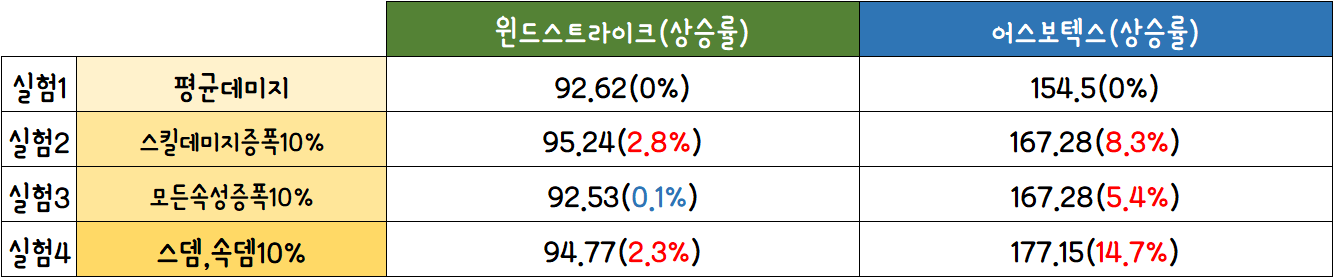 윈드스트라이크(상승률) 어스보텍스(상승률)
실험1 평균데미지 92.62(0%) 154.5(0%)
실험2 스킬데미지증폭10% 95.24(2.8%) 167.28(8.3%)
실험3 모든속성증폭10% 92.53(0.1%) 167.28(5.4%)
실험4 스뎀,속뎀10% 94.77(2.3%) 177.15(14.7%)